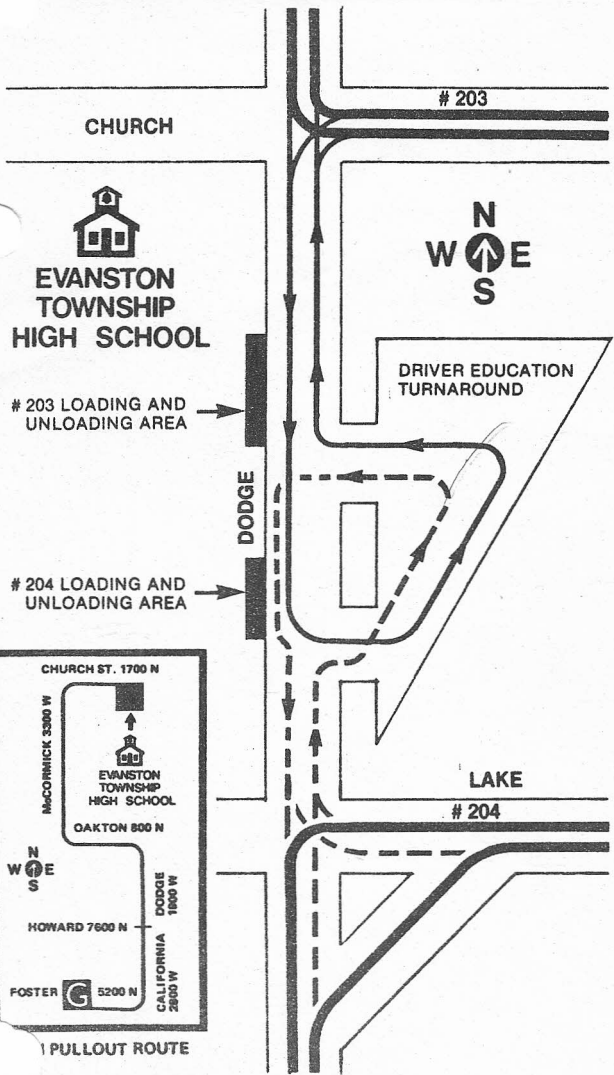 # 203
CHURCH
N
W E
S
EVANSTON
TOWNSHIP
HIGH SCHOOL
DRIVER EDUCATION
TURNAROUND
# 203 LOADING AND
UNLOADING AREA
DODGE
# 204 LOADING AND
UNLOADING AREA
LAKE
# 204
CHURCH ST. 1700 N
McCORMICK 3300 W
EVANSTON
TOWNSHIP
HIGH SCHOOL
OAKTON 800 N
N
W E
S
DODGE
1800 W
HOWARD 7600 N
CALIFORNIA
2800 W
FOSTER G 5200 N
PULLOUT ROUTE